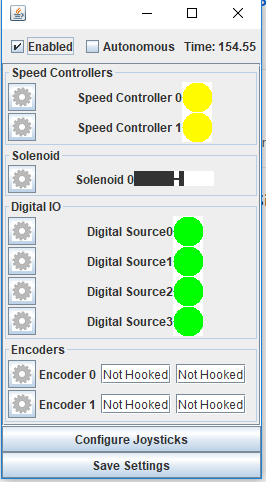 Enabled Autonomous Time: 154.55
Speed Controllers
Speed Controller 0
Speed Controller 1
Solenoid
Solenoid 0
Digital IO
Digital Source0
Digital Source1
Digital Source2
Digital Source3
Encoders
Encoder 0 Not Hooked Not Hooked
Encoder 1 Not Hooked Not Hooked
Configure Joysticks
Save Settings